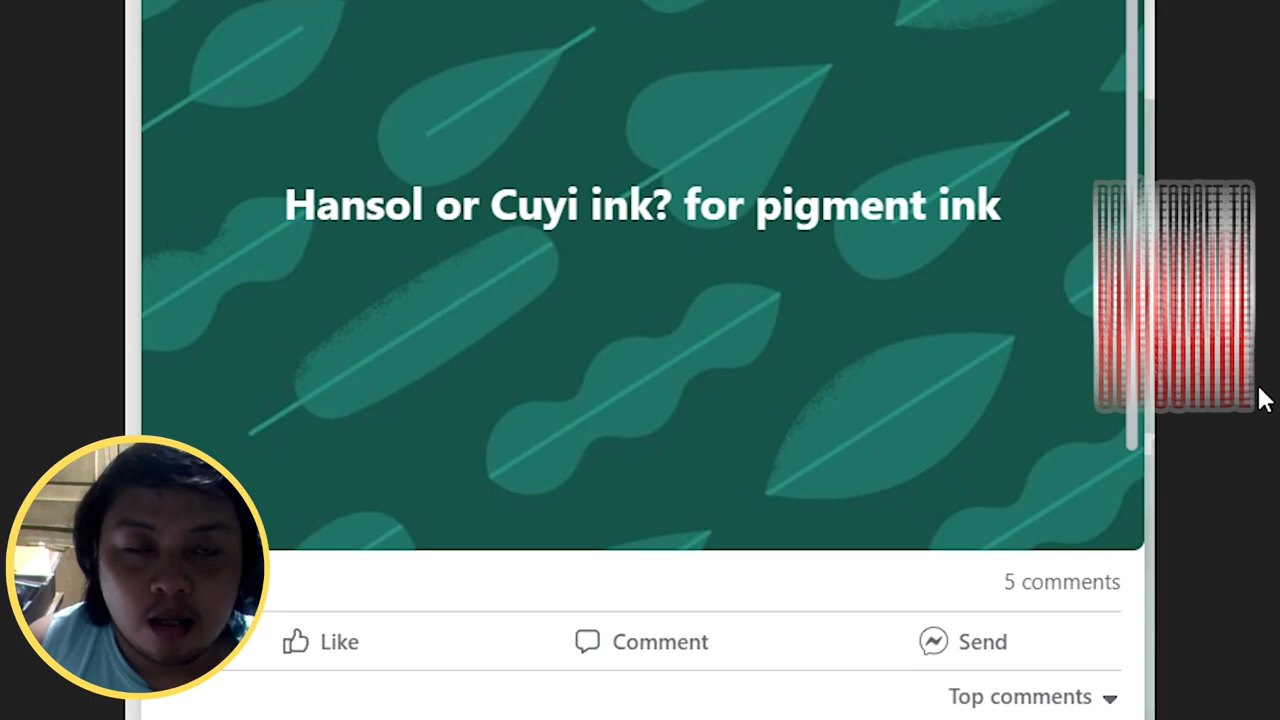 Hansol or Cuyi ink? for pigment ink
5 comments
Like
Comment
Send
Top comments